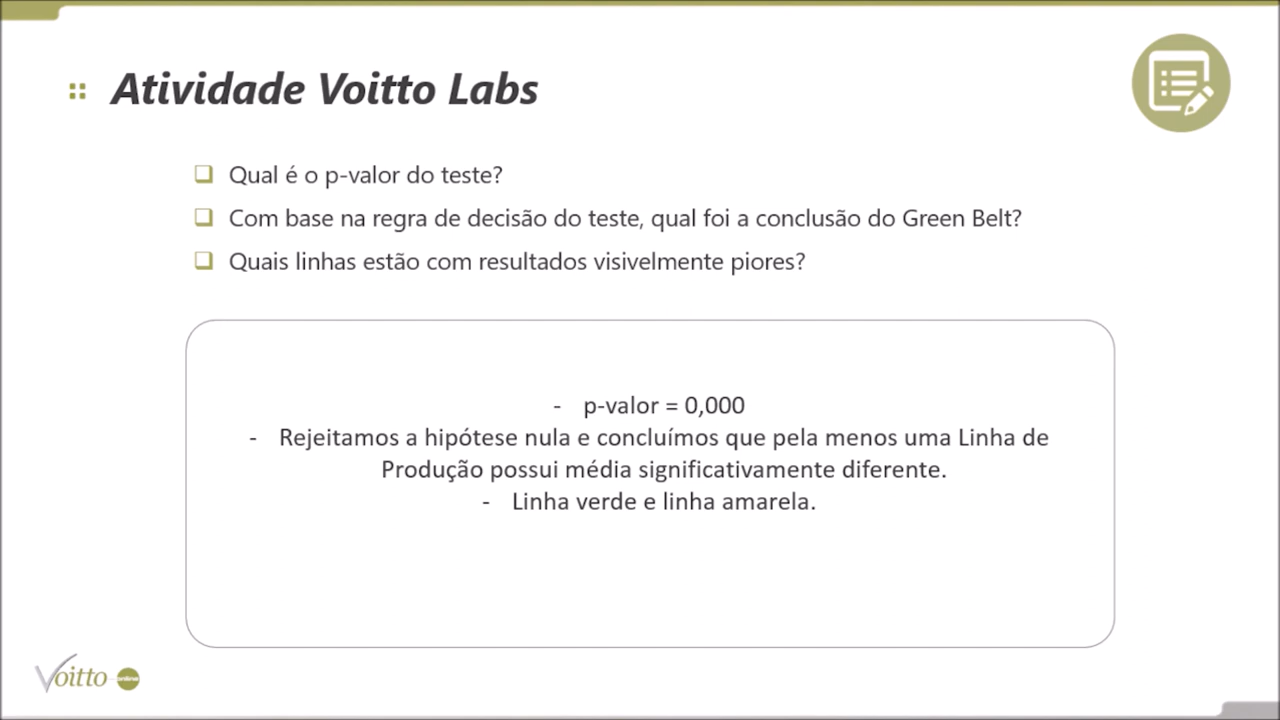 Atividade Voitto Labs
Qual é o p-valor do teste?
Com base na regra de decisão do teste, qual foi a conclusão do Green Belt?
Quais linhas estão com resultados visivelmente piores?
- p-valor = 0,000
- Rejeitamos a hipótese nula e concluímos que pela menos uma Linha de
Produção possui média significativamente diferente.
- Linha verde e linha amarela.
Voitto online